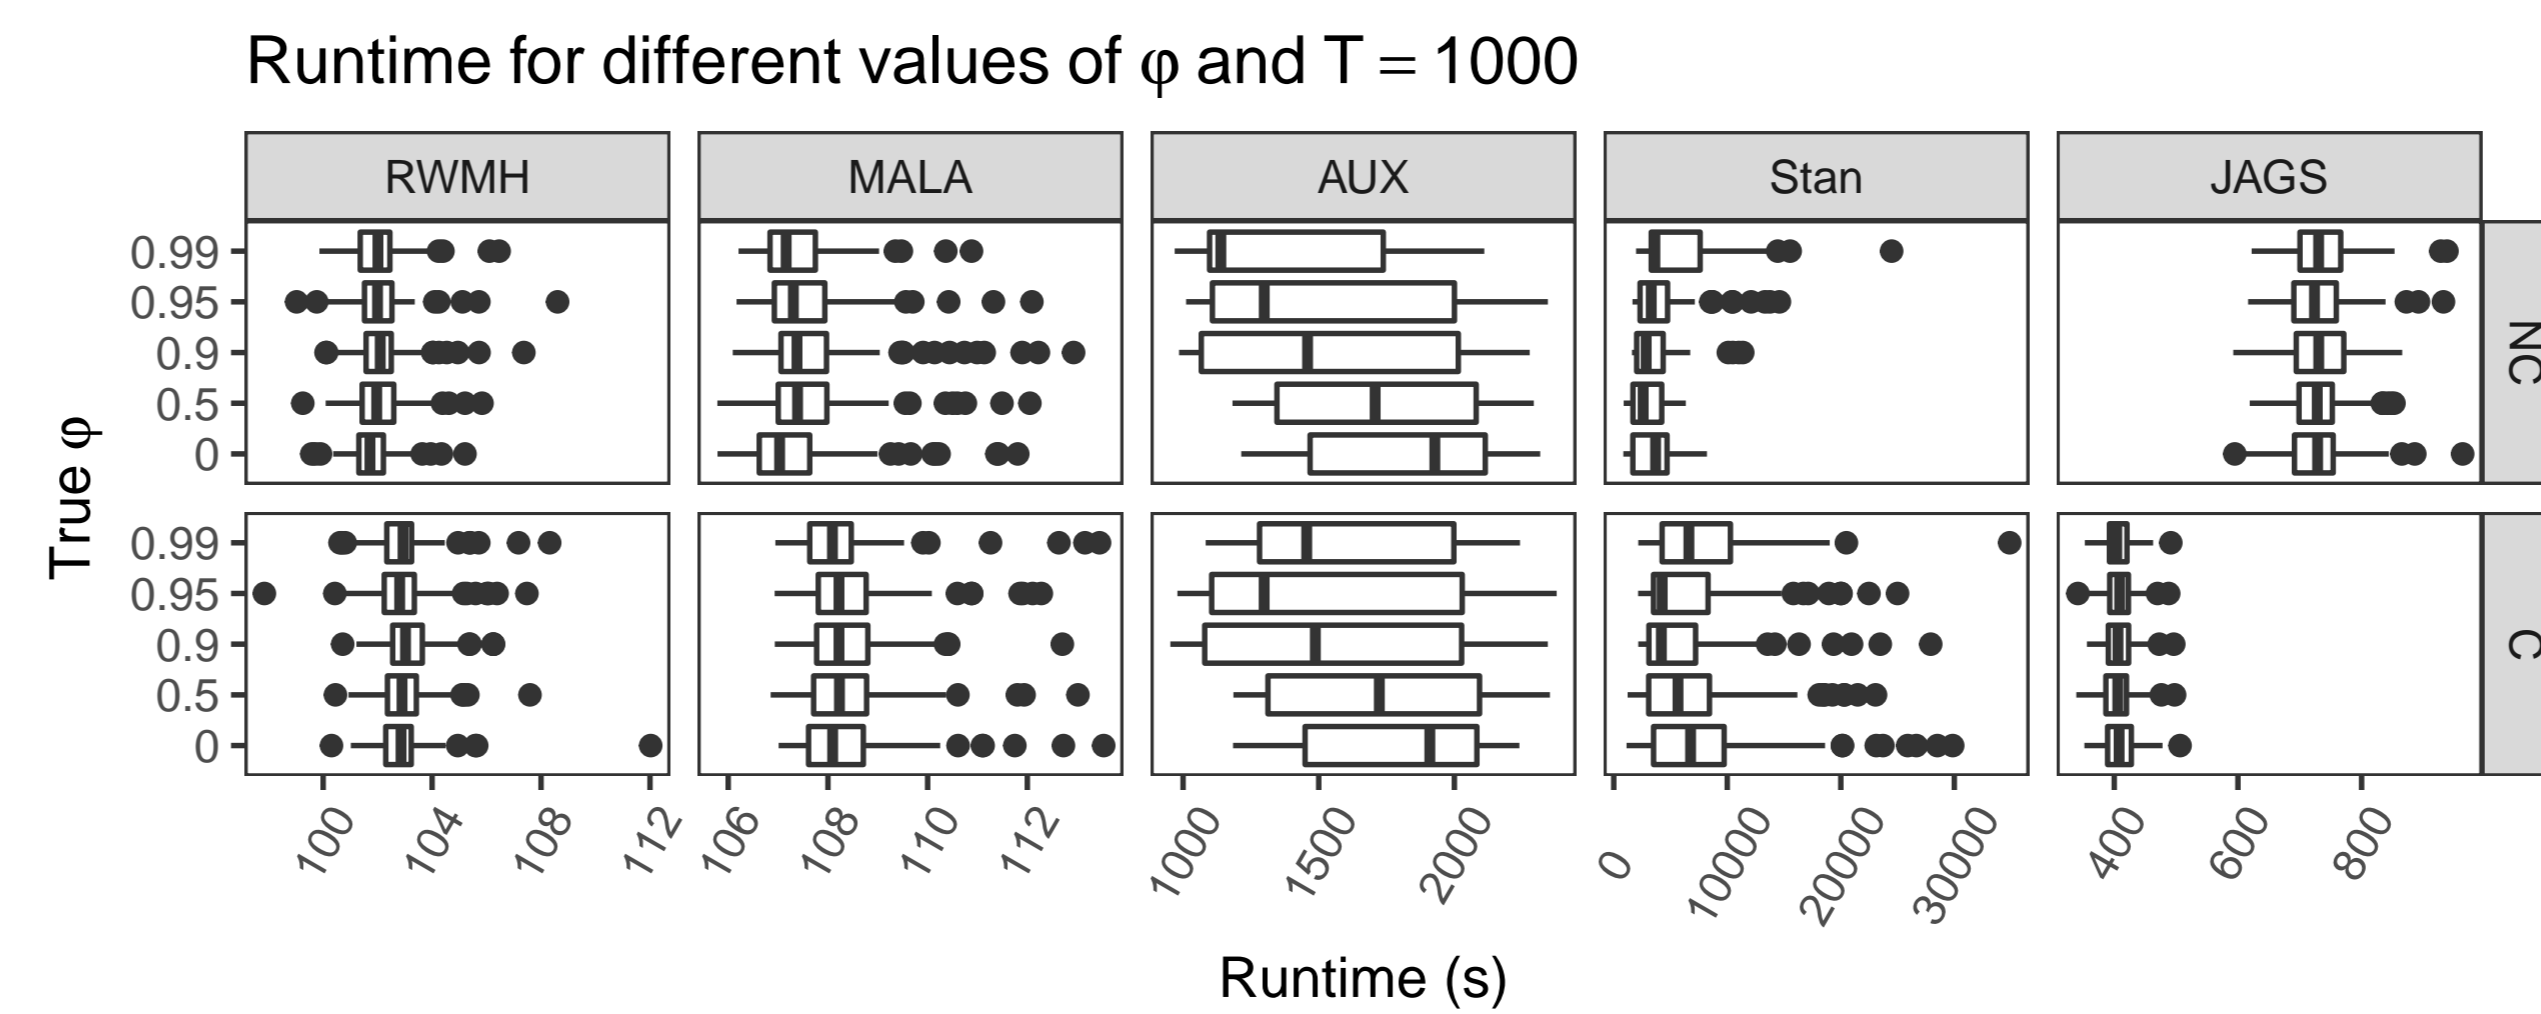 Runtime for different values of φ and T = 1000
RWMH MALA AUX Stan JAGS
0.99
0.95
0.9
0.5
0
NC
True φ
0.99
0.95
0.9
0.5
0
C
100 104 108 112 106 108 110 112 1000 1500 2000 0 10000 20000 30000 400 600 800
Runtime (s)